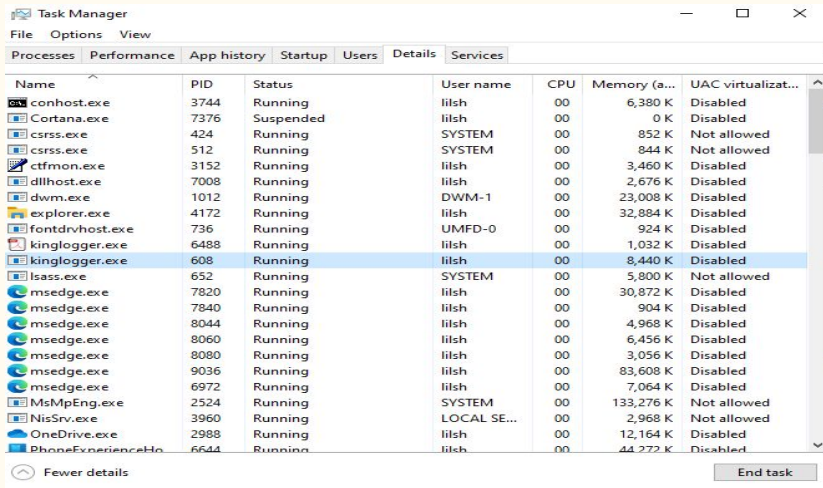 Task Manager
File Options View
Processes Performance App history Startup Users Details Services
Name PID Status User name CPU Memory (a... UAC virtualizat...
conhost.exe 3744 Running lilsh 00 6,380 K Disabled
Cortana.exe 7376 Suspended lilsh 00 0 K Disabled
csrss.exe 424 Running SYSTEM 00 852 K Not allowed
csrss.exe 512 Running SYSTEM 00 844 K Not allowed
ctfmon.exe 3152 Running lilsh 00 3,460 K Disabled
dllhost.exe 7008 Running lilsh 00 2,676 K Disabled
dwm.exe 1012 Running DWM-1 00 23,008 K Disabled
explorer.exe 4172 Running lilsh 00 32,884 K Disabled
fontdrvhost.exe 736 Running UMFD-0 00 924 K Disabled
kinglogger.exe 6488 Running lilsh 00 1,032 K Disabled
kinglogger.exe 608 Running lilsh 00 8,440 K Disabled
lsass.exe 652 Running SYSTEM 00 5,800 K Not allowed
msedge.exe 7820 Running lilsh 00 30,872 K Disabled
msedge.exe 7840 Running lilsh 00 904 K Disabled
msedge.exe 8044 Running lilsh 00 4,968 K Disabled
msedge.exe 8060 Running lilsh 00 6,456 K Disabled
msedge.exe 8080 Running lilsh 00 3,056 K Disabled
msedge.exe 9036 Running lilsh 00 83,608 K Disabled
msedge.exe 6972 Running lilsh 00 7,064 K Disabled
MsMpEng.exe 2524 Running SYSTEM 00 133,276 K Not allowed
NisSrv.exe 3960 Running LOCAL SE... 00 2,968 K Not allowed
OneDrive.exe 2988 Running lilsh 00 12,164 K Disabled
PhoneExperienceHo 6644 Running lilsh 00 44,272 K Disabled
Fewer details End task